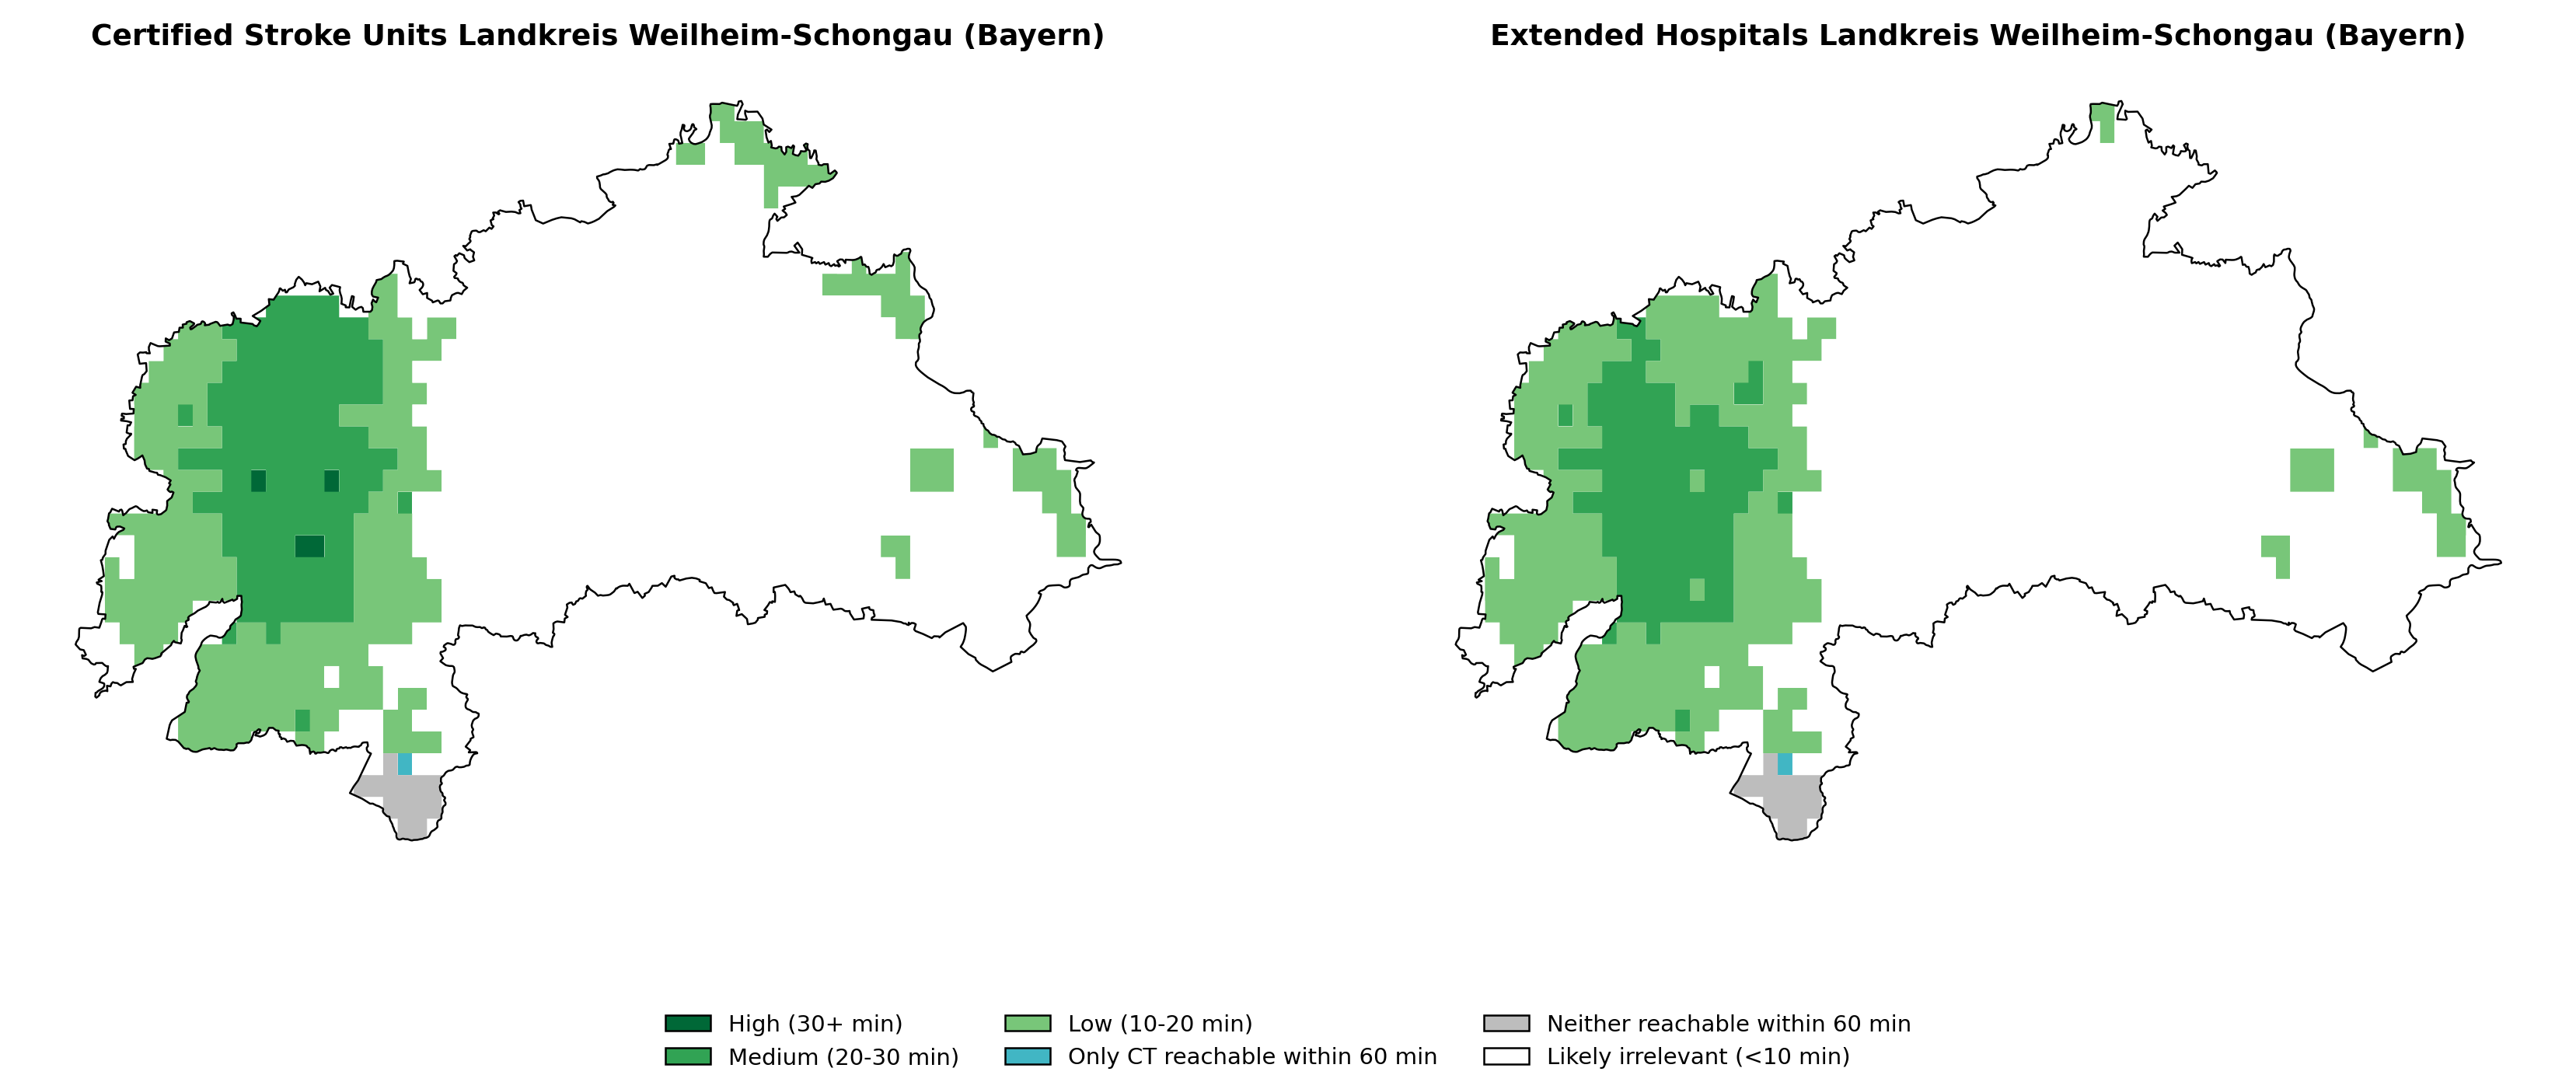 Certified Stroke Units Landkreis Weilheim-Schongau (Bayern)
Extended Hospitals Landkreis Weilheim-Schongau (Bayern)
High (30+ min)
Medium (20-30 min)
Low (10-20 min)
Only CT reachable within 60 min
Neither reachable within 60 min
Likely irrelevant (<10 min)